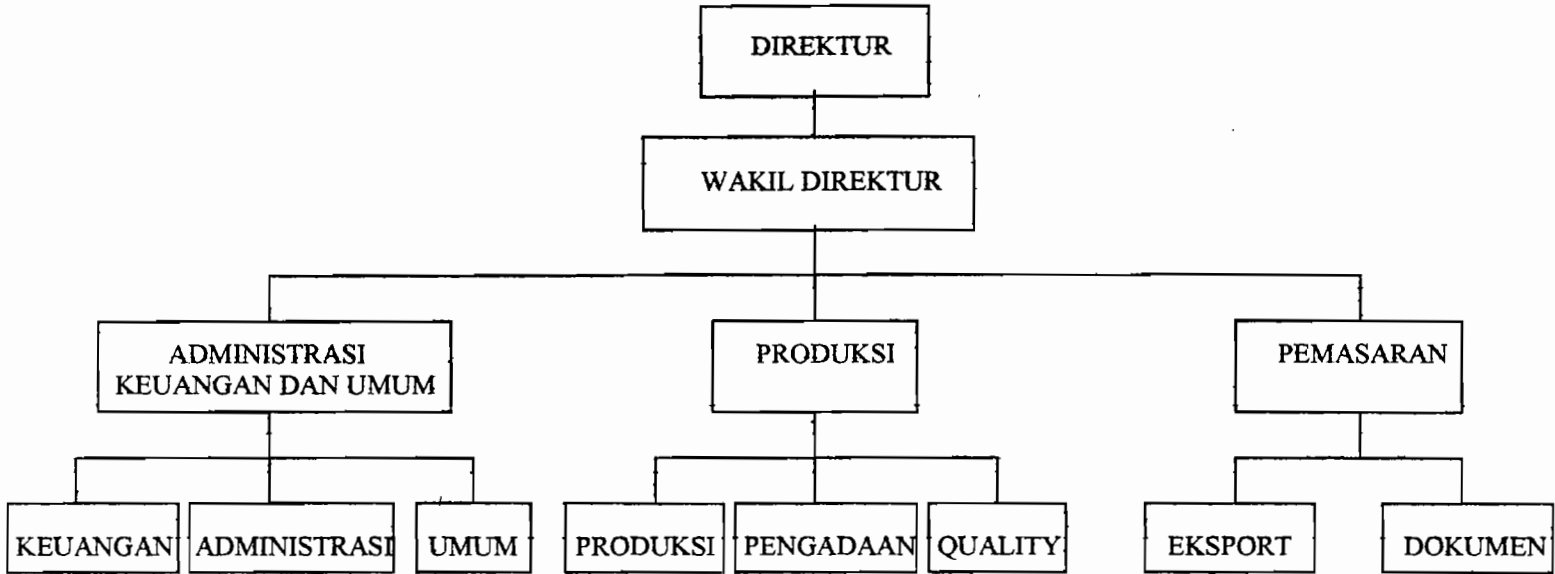 DIREKTUR
WAKIL DIREKTUR
ADMINISTRASI
KEUANGAN DAN UMUM
PRODUKSI
PEMASARAN
KEUANGAN
ADMINISTRASI
UMUM
PRODUKSI
PENGADAAN
QUALITY
EKSPORT
DOKUMEN